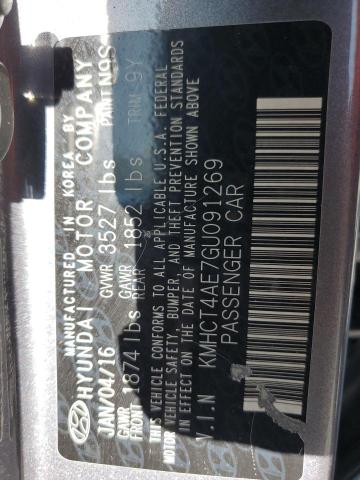 MANUFACTURED IN KOREA BY
HYUNDAI MOTOR COMPANY
JAN/04/16 GVWR 3527 lbs PAINT N9S
GAWR FRONT 1874 lbs GAWR REAR 1852 lbs TRIM 9Y
THIS VEHICLE CONFORMS TO ALL APPLICABLE U.S.A. FEDERAL
MOTOR VEHICLE SAFETY, BUMPER, AND THEFT PREVENTION STANDARDS
IN EFFECT ON THE DATE OF MANUFACTURE SHOWN ABOVE
V.I.N KMHCT4AE7GU091269
PASSENGER CAR